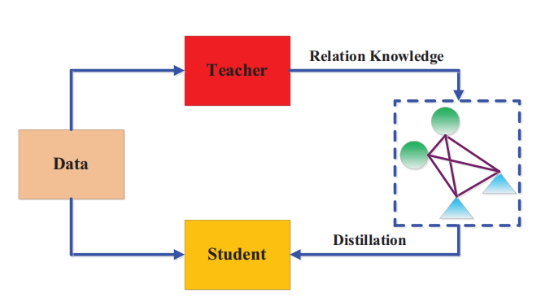 Teacher
Relation Knowledge
Data
Student
Distillation